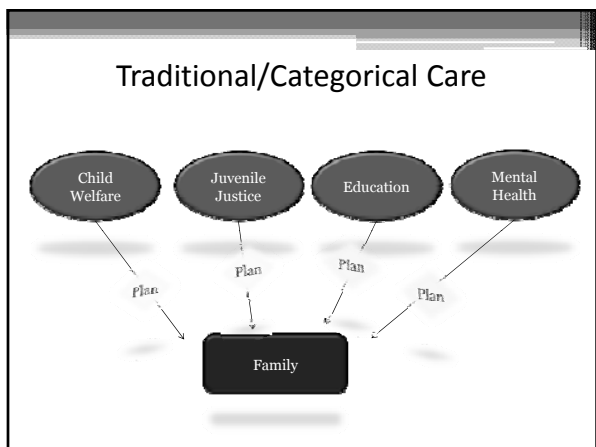 Traditional/Categorical Care
Child
Welfare
Juvenile
Justice
Education
Mental
Health
Plan
Plan
Plan
Plan
Family